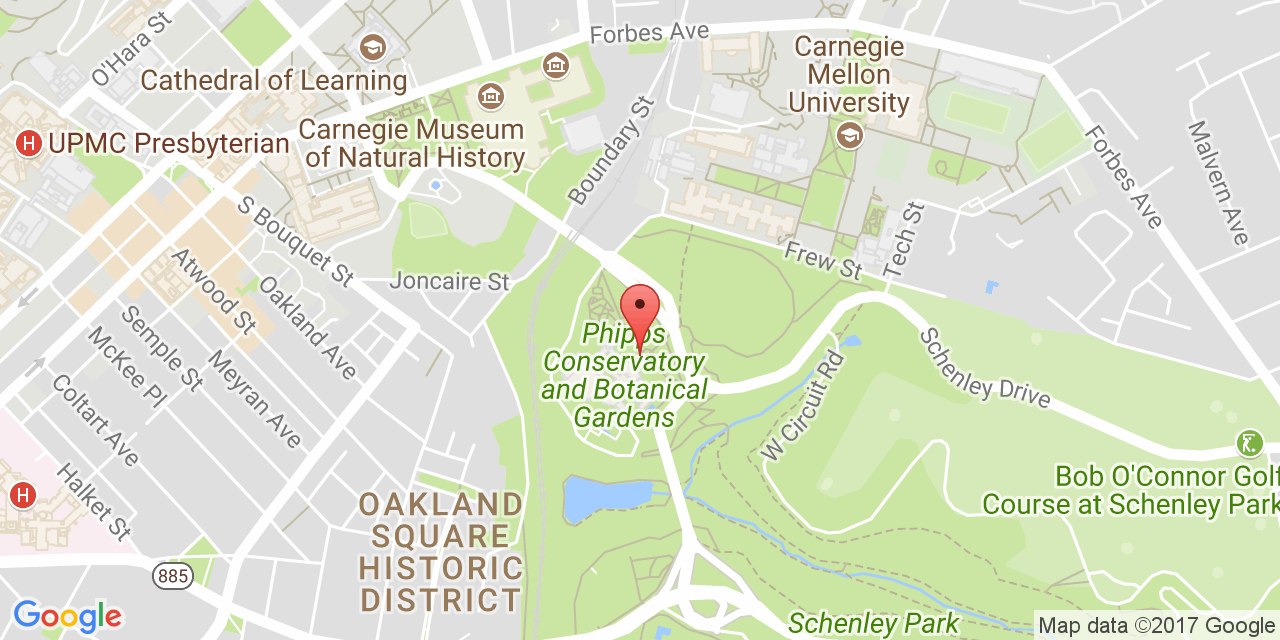 Forbes Ave
O'Hara St
Cathedral of Learning
Carnegie
Mellon
University
H
UPMC Presbyterian
Carnegie Museum
of Natural History
Boundary St
Forbes Ave
Malvern Ave
S Bouquet St
Tech St
Frew St
Joncaire St
Atwood St
Oakland Ave
Semple St
McKee Pl
Meyran Ave
Coltart Ave
Halket St
Phipps
Conservatory
and Botanical
Gardens
Schenley Drive
W Circuit Rd
Bob O'Connor Golf
Course at Schenley Park
H
OAKLAND
SQUARE
HISTORIC
DISTRICT
885
Google
Schenley Park
Map data ©2017 Google